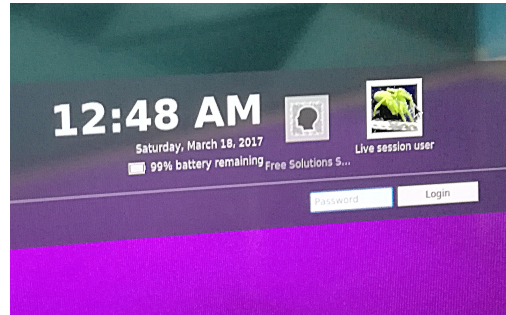 12:48 AM
Saturday, March 18, 2017
99% battery remaining
Free Solutions S...
Live session user
Password
Login